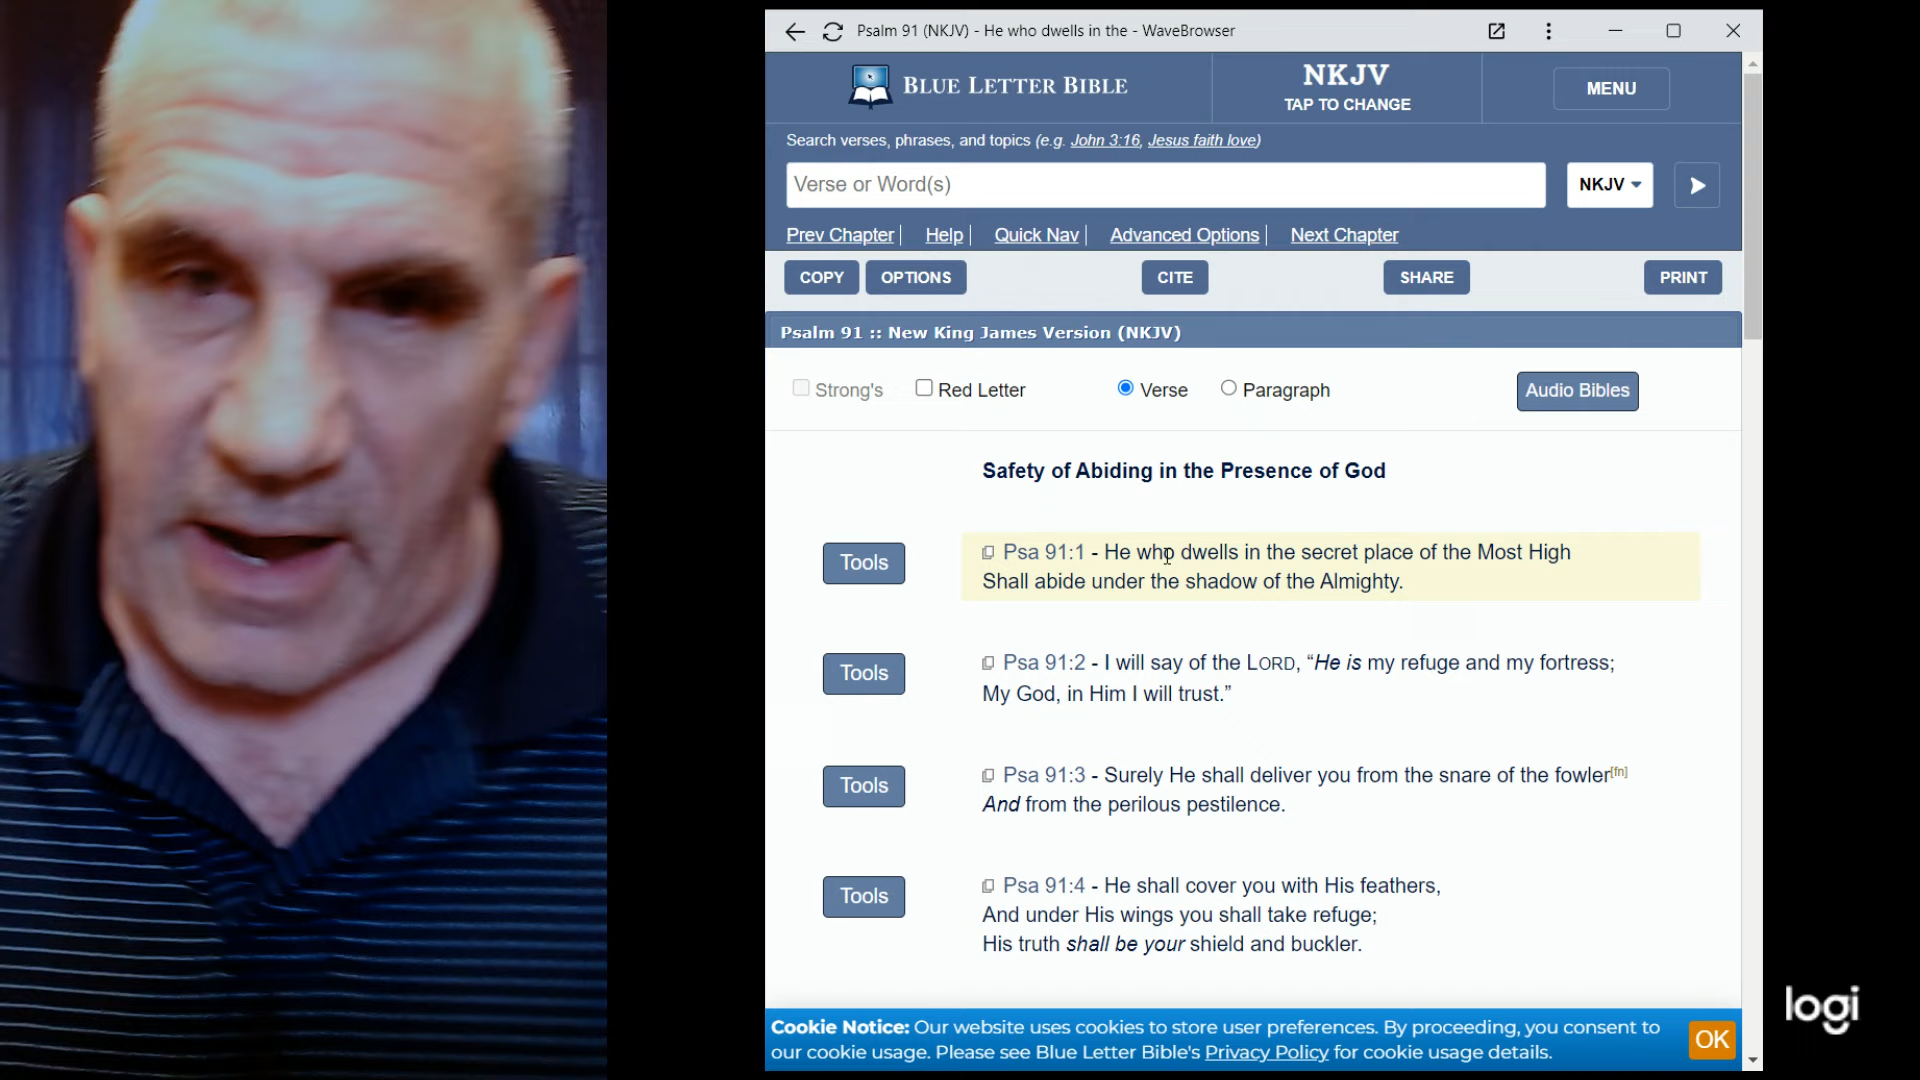 Psalm 91 (NKJV) - He who dwells in the - WaveBrowser
BLUE LETTER BIBLE
NKJV
TAP TO CHANGE
MENU
Search verses, phrases, and topics (e.g. John 3:16, Jesus faith love)
Verse or Word(s)
NKJV
Prev Chapter | Help | Quick Nav | Advanced Options | Next Chapter
COPY OPTIONS CITE SHARE PRINT
Psalm 91 :: New King James Version (NKJV)
Strong's Red Letter Verse Paragraph Audio Bibles
Safety of Abiding in the Presence of God
Tools
Psa 91:1 - He who dwells in the secret place of the Most High
Shall abide under the shadow of the Almighty.
Tools
Psa 91:2 - I will say of the LORD, “He is my refuge and my fortress;
My God, in Him I will trust.”
Tools
Psa 91:3 - Surely He shall deliver you from the snare of the fowler[fn]
And from the perilous pestilence.
Tools
Psa 91:4 - He shall cover you with His feathers,
And under His wings you shall take refuge;
His truth shall be your shield and buckler.
Cookie Notice: Our website uses cookies to store user preferences. By proceeding, you consent to
our cookie usage. Please see Blue Letter Bible's Privacy Policy for cookie usage details.
OK
logi